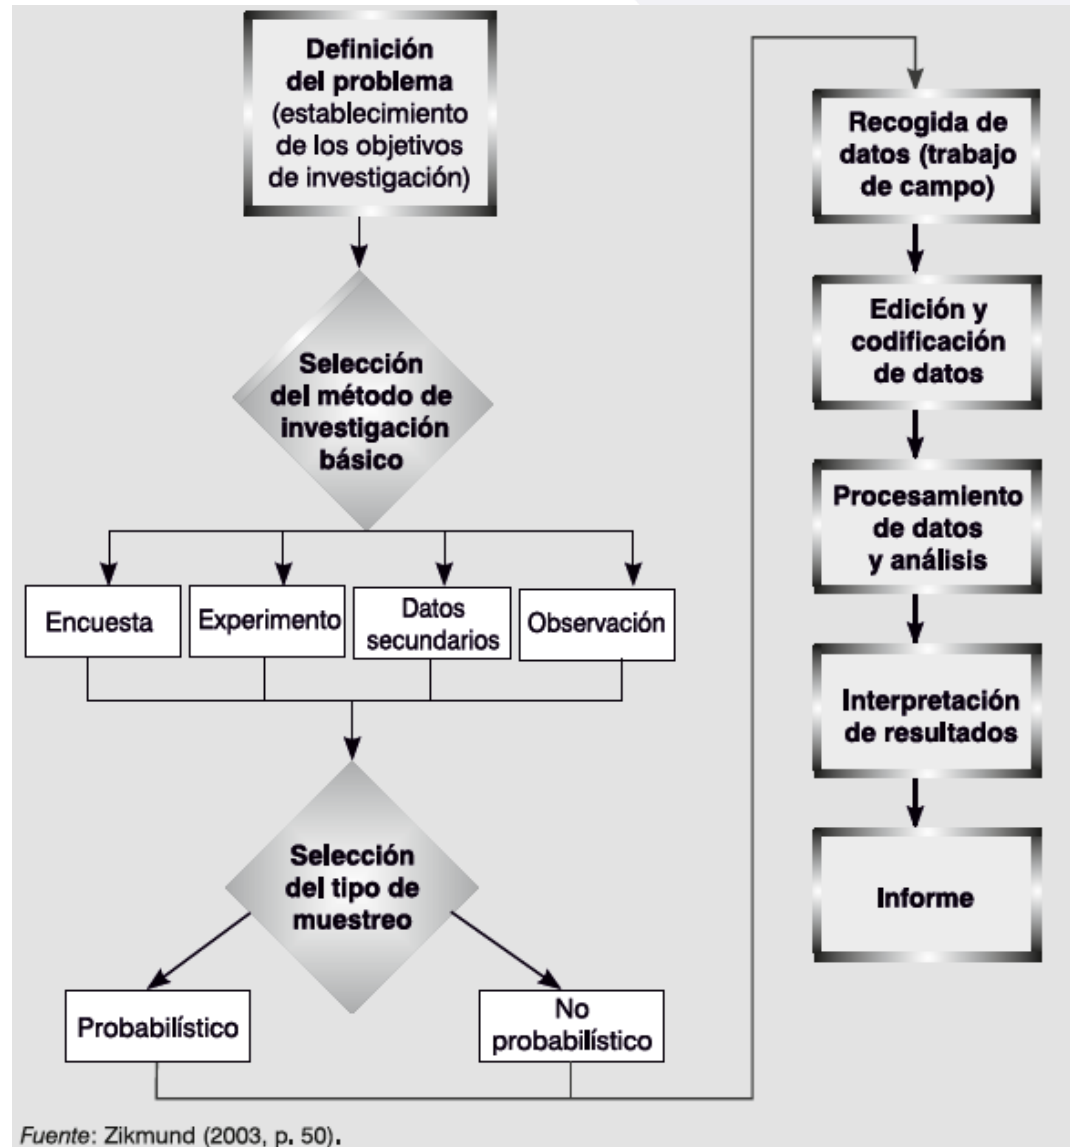 Definición
del problema
(establecimiento
de los objetivos
de investigación)
Selección
del método de
investigación
básico
Encuesta
Experimento
Datos
secundarios
Observación
Selección
del tipo de
muestreo
Probabilístico
No
probabilístico
Recogida de
datos (trabajo
de campo)
Edición y
codificación
de datos
Procesamiento
de datos
y análisis
Interpretación
de resultados
Informe
Fuente: Zikmund (2003, p. 50).